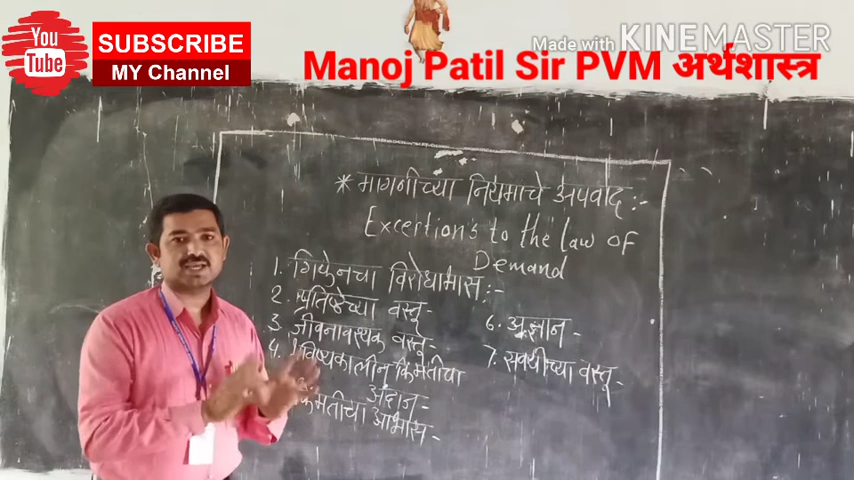 You
Tube
SUBSCRIBE
MY Channel
Made with KINEMASTER
Manoj Patil Sir PVM अर्थशास्त्र
* मागणीच्या नियमाचे अपवाद :-
Excertion's to the law of
Demand
1. गिफेनचा विरोधाभास :-
2. प्रतिष्ठेच्या वस्तू -
3. जीवनावश्यक वस्तू -
4. भविष्यकालीन किंमतीचा
अंदाज -
किंमतीचा आभास -
6. अज्ञान -
7. सवयीच्या वस्तू -